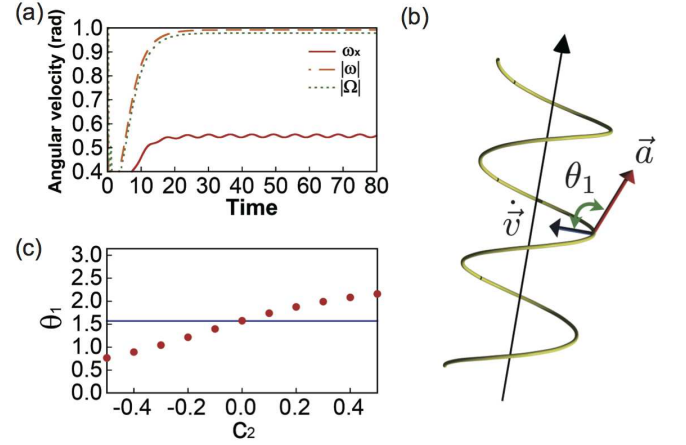 (a)
Angular velocity (rad)
1.0
0.9
0.8
0.7
0.6
0.5
0.4
0 10 20 30 40 50 60 70 80
Time
ωx
|ω|
|Ω|
(b)
θ1
a⃗
v̇⃗
(c)
θ1
3.0
2.5
2.0
1.5
1.0
0.5
0.0
-0.4 -0.2 0.0 0.2 0.4
C2